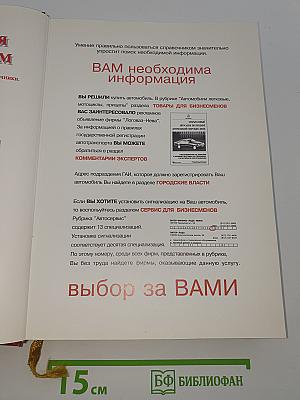 Умение правильно пользоваться справочником значительно
упростит поиск необходимой информации.
ВАМ необходима
информация
ВЫ РЕШИЛИ купить автомобиль. В рубрике "Автомобили легковые,
мотоциклы, прицепы" раздела ТОВАРЫ ДЛЯ БИЗНЕСМЕНОВ
ВАС ЗАИНТЕРЕСОВАЛО рекламное
объявление фирмы "Логоваз-Нева".
За информацией о правилах
государственной регистрации
автотранспорта ВЫ МОЖЕТЕ
обратиться в раздел
КОММЕНТАРИИ ЭКСПЕРТОВ
Адрес подразделения ГАИ, которое должно зарегистрировать Ваш
автомобиль Вы найдете в разделе ГОРОДСКИЕ ВЛАСТИ
Если ВЫ ХОТИТЕ установить сигнализацию на Ваш автомобиль,
то воспользуйтесь разделом СЕРВИС ДЛЯ БИЗНЕСМЕНОВ
Рубрика "Автосервис"
содержит 13 специализаций.
Установке сигнализации
соответствует десятая специализация.
По этому номеру, среди всех фирм, представленных в рубрике,
Вы без труда найдете фирмы, оказывающие данную услугу.
выбор за ВАМИ
15 см
БФ БИБЛИОФАН